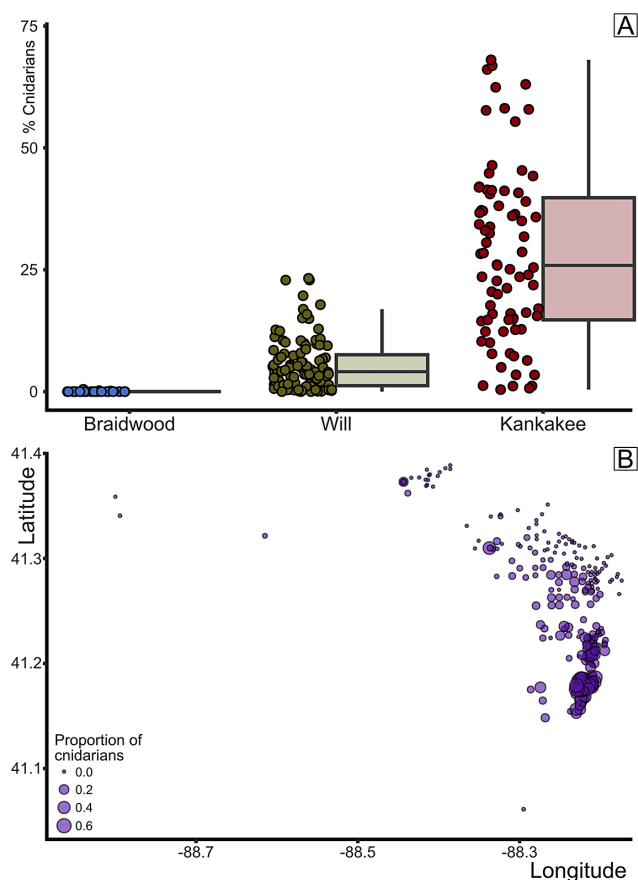 A
75
50
25
0
% Cnidarians
Braidwood Will Kankakee
B
41.4
41.3
41.2
41.1
Latitude
Proportion of
cnidarians
0.0
0.2
0.4
0.6
-88.7 -88.5 -88.3
Longitude